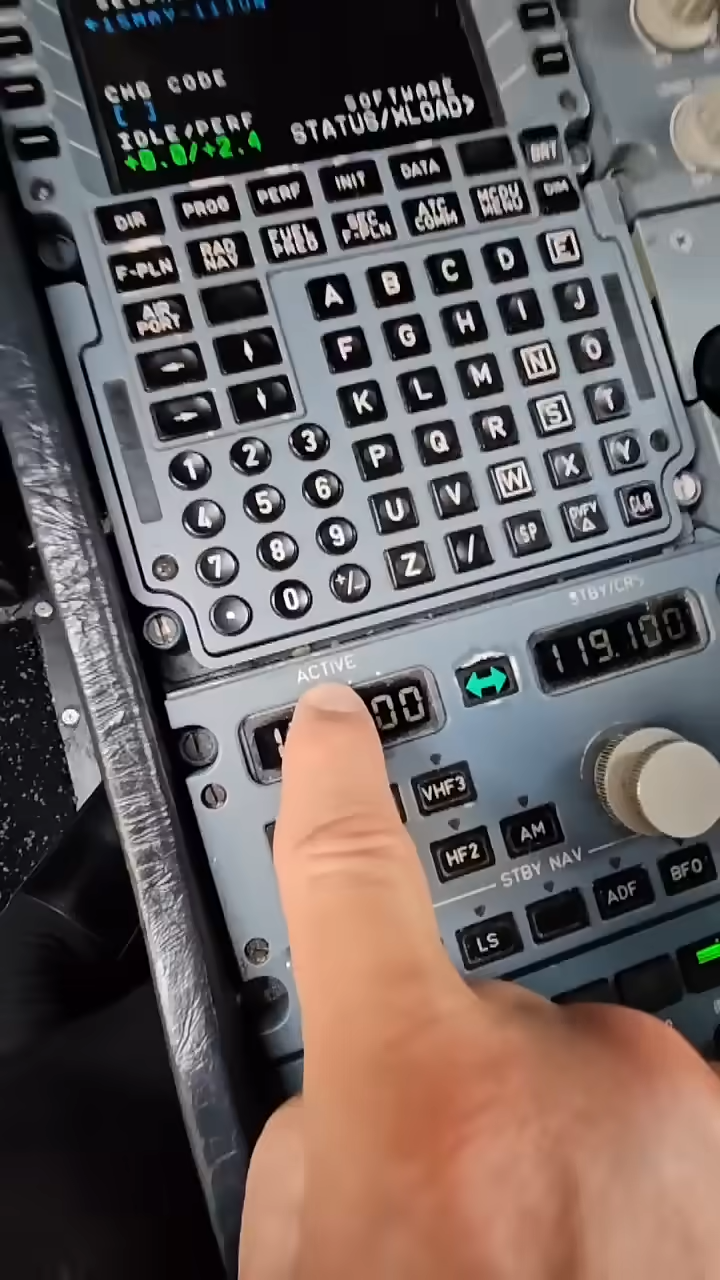 CHG CODE
[ ] SOFTWARE
IDLE/PERF STATUS/XLOAD>
+0.0/+2.4
DIR PROG PERF INIT DATA BRT
F-PLN RAD NAV FUEL PRED SEC F-PLN ATC COMM MCDU MENU DIM
AIR PORT
A B C D E
F G H I J
K L M N O
P Q R S T
U V W X Y
Z / SP OVFY Δ CLR
1 2 3
4 5 6
7 8 9
. 0 +/-
ACTIVE STBY/CRS
00 119.100
VHF3
HF2 AM
STBY NAV
LS ADF BFO